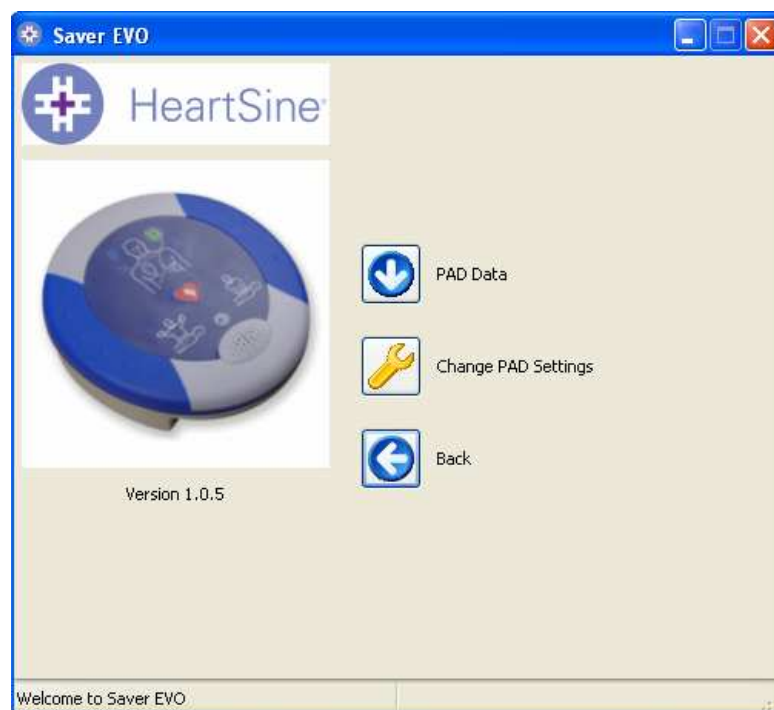 Saver EVO
HeartSine
PAD Data
Change PAD Settings
Back
Version 1.0.5
Welcome to Saver EVO